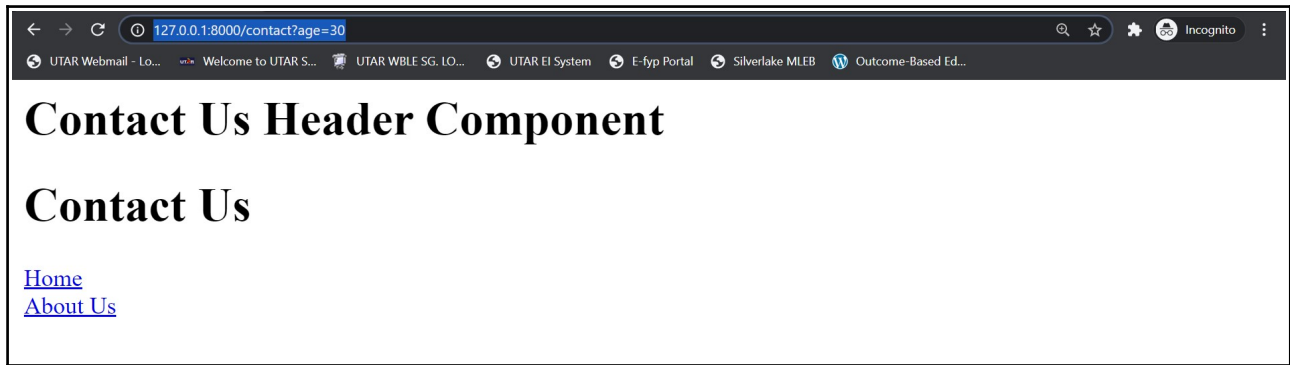 127.0.0.1:8000/contact?age=30 Incognito
UTAR Webmail - Lo... Welcome to UTAR S... UTAR WBLE SG. LO... UTAR EI System E-fyp Portal Silverlake MLEB Outcome-Based Ed...
Contact Us Header Component
Contact Us
Home
About Us